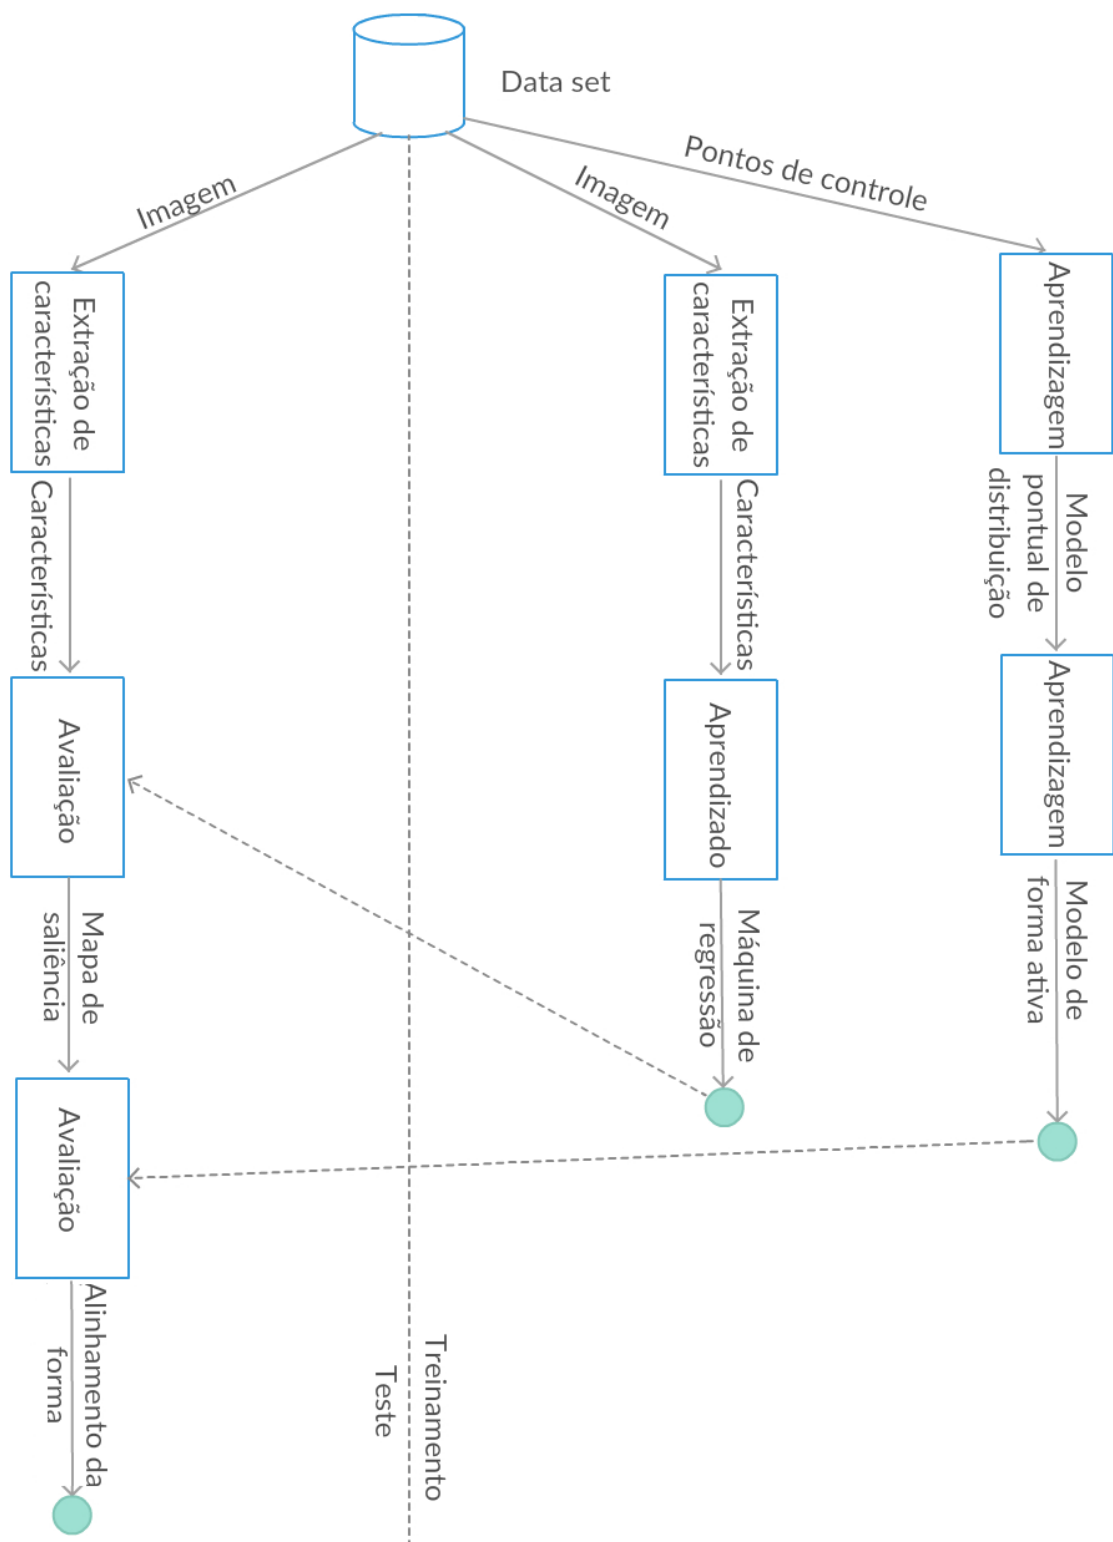 Data set
Pontos de controle
Imagem
Imagem
Extração de
características
Extração de
características
Aprendizagem
Características
Características
Modelo
pontual de
distribuição
Avaliação
Aprendizado
Aprendizagem
Mapa de
saliência
Máquina de
regressão
Modelo de
forma ativa
Avaliação
Alinhamento da
forma
Treinamento
Teste